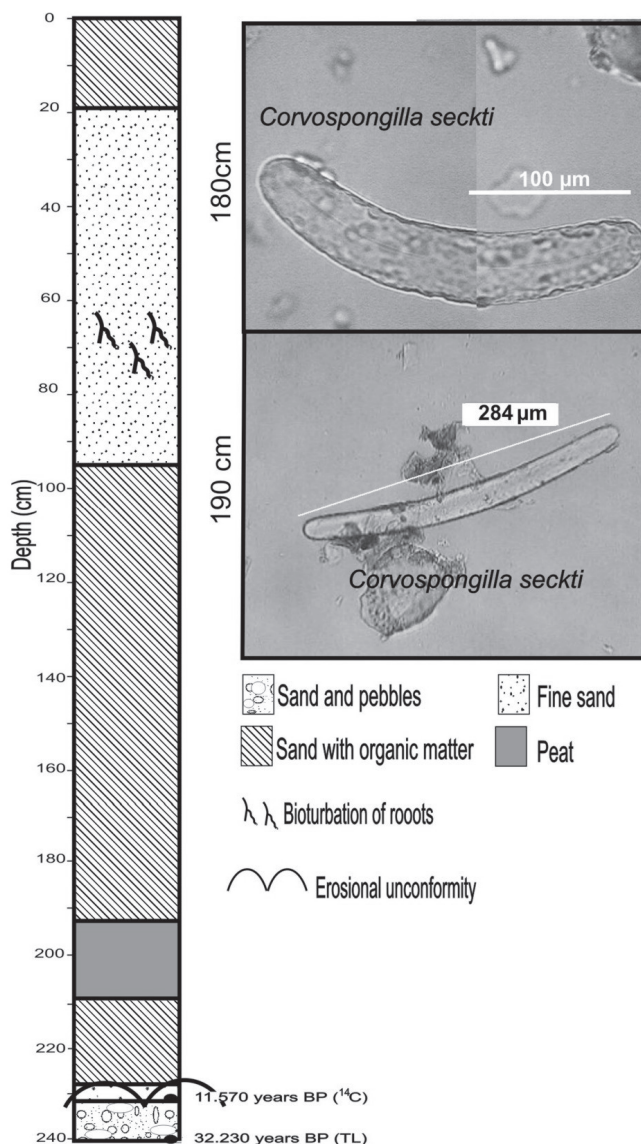 0
20
40
60
80
100
120
140
160
180
200
220
240
Depth (cm)
11.570 years BP (¹⁴C)
32.230 years BP (TL)
180cm
Corvospongilla seckti
100 µm
190 cm
284 µm
Corvospongilla seckti
Sand and pebbles
Fine sand
Sand with organic matter
Peat
Bioturbation of rooots
Erosional unconformity